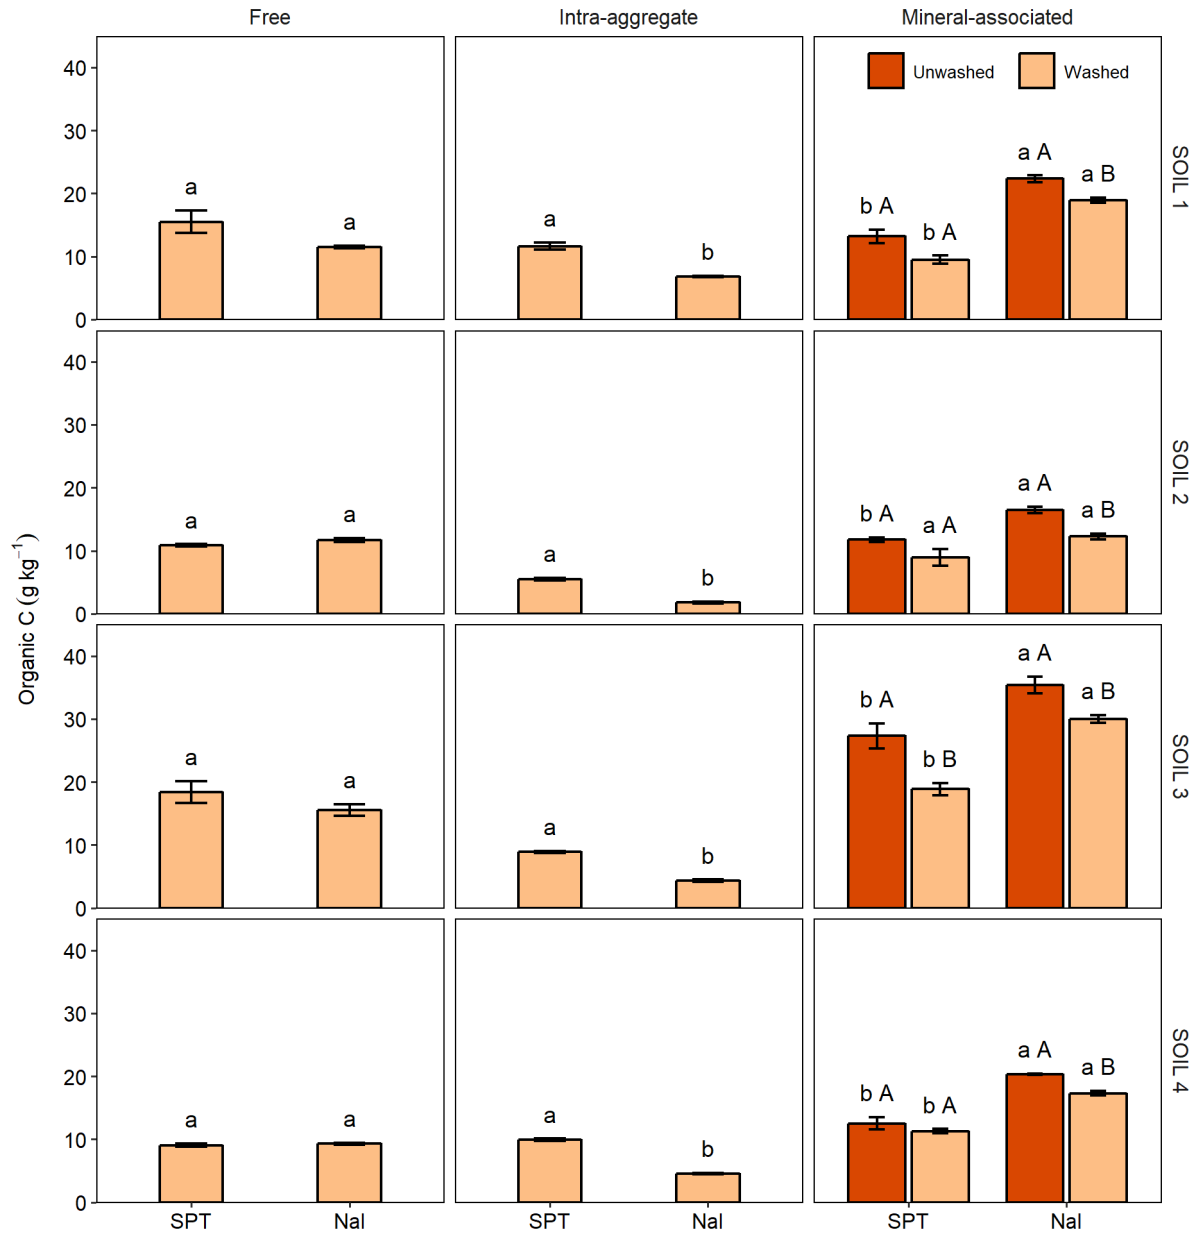 Free Intra-aggregate Mineral-associated
Unwashed Washed
40
30
20
10
0
a a
a b
b A b A a A a B
SOIL 1
40
30
20
10
0
a a
a b
b A a A a A a B
SOIL 2
Organic C (g kg⁻¹)
40
30
20
10
0
a a
a b
b A b B a A a B
SOIL 3
40
30
20
10
0
a a
a b
b A b A a A a B
SOIL 4
SPT NaI SPT NaI SPT NaI